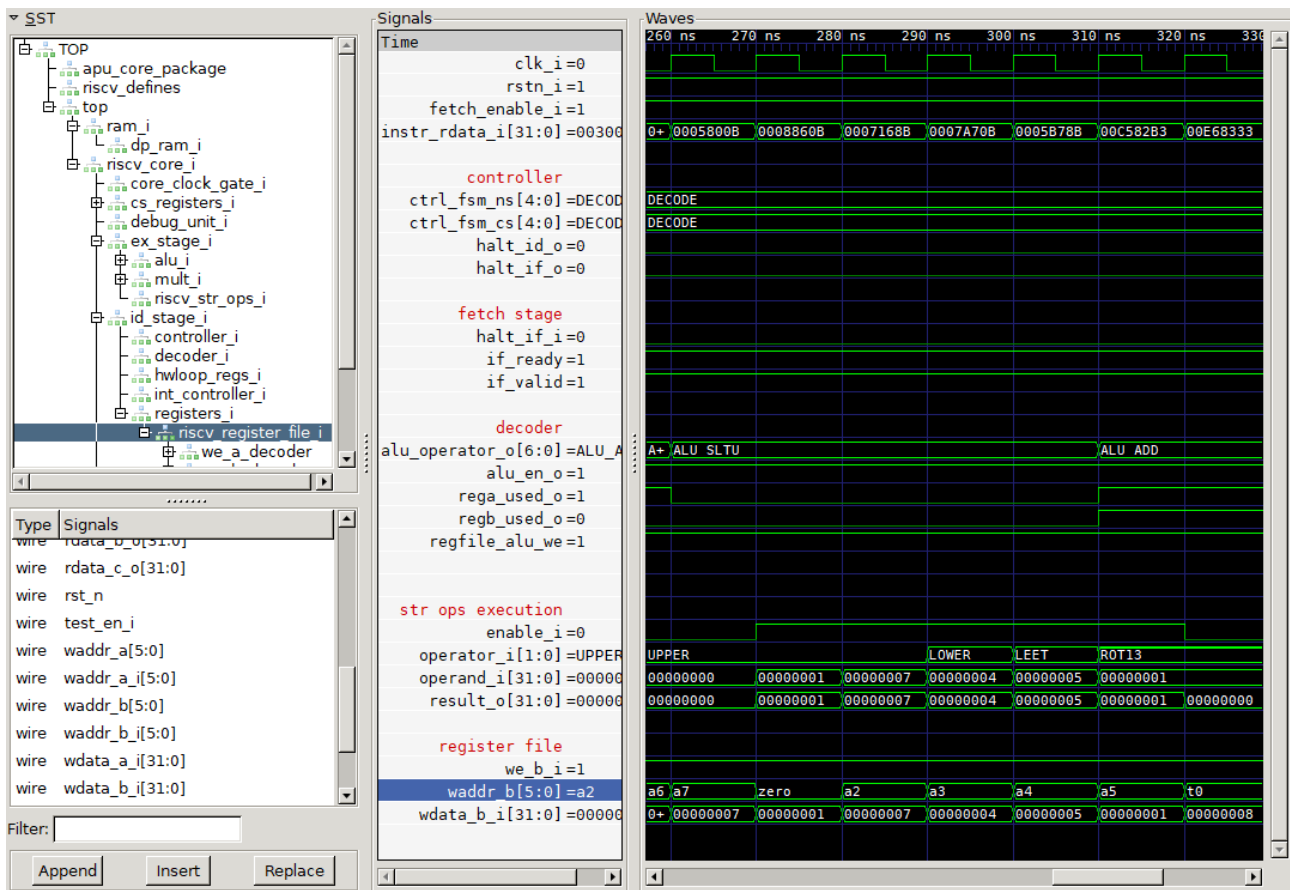 SST
TOP
apu_core_package
riscv_defines
top
ram_i
dp_ram_i
riscv_core_i
core_clock_gate_i
cs_registers_i
debug_unit_i
ex_stage_i
alu_i
mult_i
riscv_str_ops_i
id_stage_i
controller_i
decoder_i
hwloop_regs_i
int_controller_i
registers_i
riscv_register_file_i
we_a_decoder
Type Signals
wire rdata_b_o[31:0]
wire rdata_c_o[31:0]
wire rst_n
wire test_en_i
wire waddr_a[5:0]
wire waddr_a_i[5:0]
wire waddr_b[5:0]
wire waddr_b_i[5:0]
wire wdata_a_i[31:0]
wire wdata_b_i[31:0]
Filter:
Append Insert Replace
Signals
Time
clk_i=0
rstn_i=1
fetch_enable_i=1
instr_rdata_i[31:0]=00300
controller
ctrl_fsm_ns[4:0]=DECOD
ctrl_fsm_cs[4:0]=DECOD
halt_id_o=0
halt_if_o=0
fetch stage
halt_if_i=0
if_ready=1
if_valid=1
decoder
alu_operator_o[6:0]=ALU_A
alu_en_o=1
rega_used_o=1
regb_used_o=0
regfile_alu_we=1
str ops execution
enable_i=0
operator_i[1:0]=UPPER
operand_i[31:0]=00000
result_o[31:0]=00000
register file
we_b_i=1
waddr_b[5:0]=a2
wdata_b_i[31:0]=00000
Waves
260 ns 270 ns 280 ns 290 ns 300 ns 310 ns 320 ns 330
0+ 0005800B 0008860B 0007168B 0007A70B 0005B78B 00C582B3 00E68333
DECODE
DECODE
A+ ALU_SLTU ALU_ADD
UPPER LOWER LEET ROT13
00000000 00000001 00000007 00000004 00000005 00000001
00000000 00000001 00000007 00000004 00000005 00000001 00000000
a6 a7 zero a2 a3 a4 a5 t0
0+ 00000007 00000001 00000007 00000004 00000005 00000001 00000008